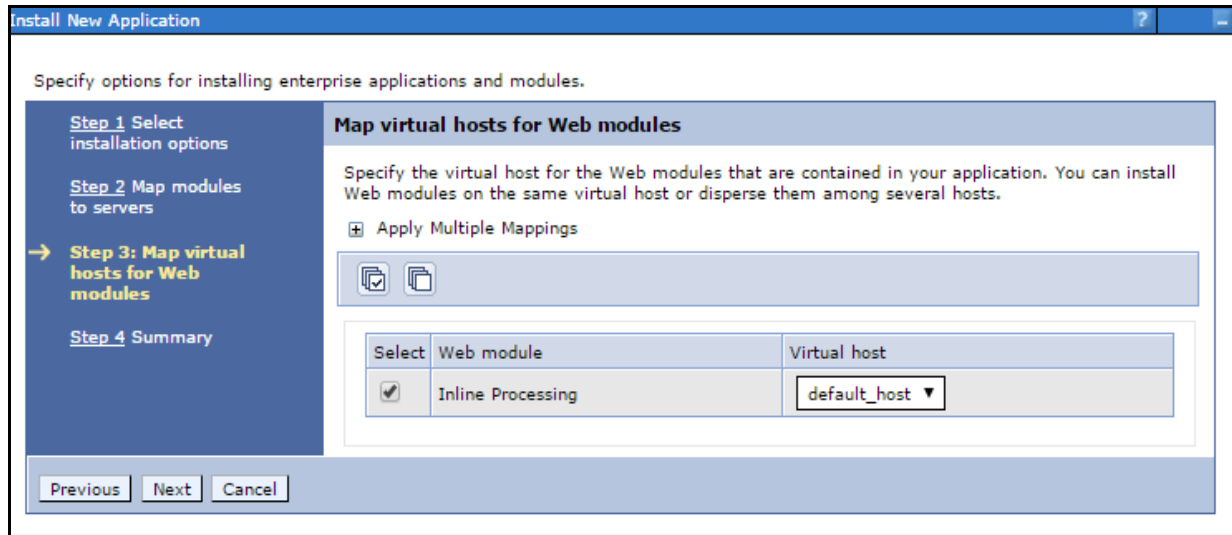 Install New Application ?
Specify options for installing enterprise applications and modules.
Step 1 Select
installation options
Step 2 Map modules
to servers
Step 3: Map virtual
hosts for Web
modules
Step 4 Summary
Map virtual hosts for Web modules
Specify the virtual host for the Web modules that are contained in your application. You can install
Web modules on the same virtual host or disperse them among several hosts.
Apply Multiple Mappings
Select Web module Virtual host
Inline Processing default_host
Previous Next Cancel